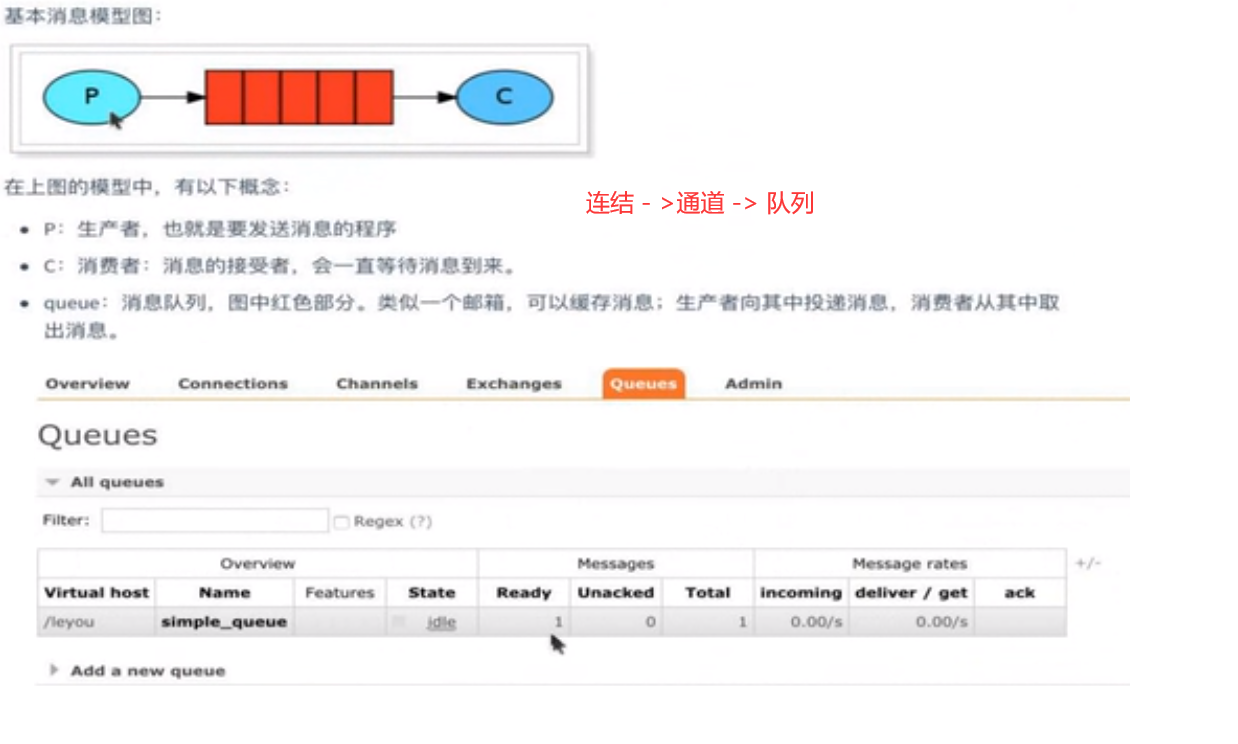 基本消息模型图：
P
C
在上图的模型中，有以下概念：
连结 - >通道 -> 队列
P：生产者，也就是要发送消息的程序
C：消费者：消息的接受者，会一直等待消息到来。
queue：消息队列，图中红色部分。类似一个邮箱，可以缓存消息；生产者向其中投递消息，消费者从其中取
出消息。
Overview Connections Channels Exchanges Queues Admin
Queues
All queues
Filter: Regex (?)
Overview Messages Message rates +/-
Virtual host Name Features State Ready Unacked Total incoming deliver / get ack
/leyou simple_queue idle 1 0 1 0.00/s 0.00/s
Add a new queue